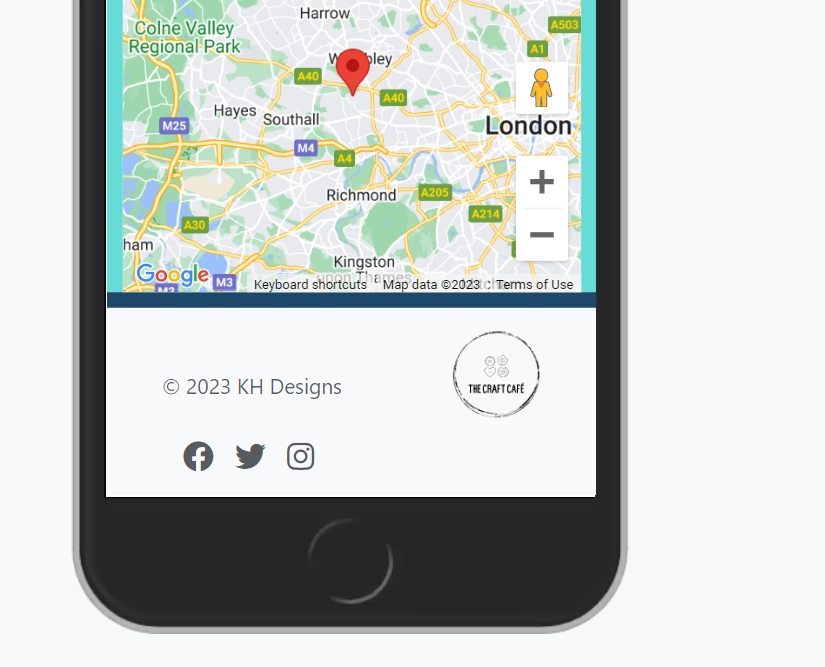 Harrow
A503
Colne Valley
Regional Park
A1
Wembley
A40
A40
Hayes
Southall
M25
London
M4
A4
Richmond
A205
A214
A30
ham
Kingston
upon Thames
Google
M3
M3
Keyboard shortcuts
Map data ©2023
Terms of Use
© 2023 KH Designs
THE CRAFT CAFÉ